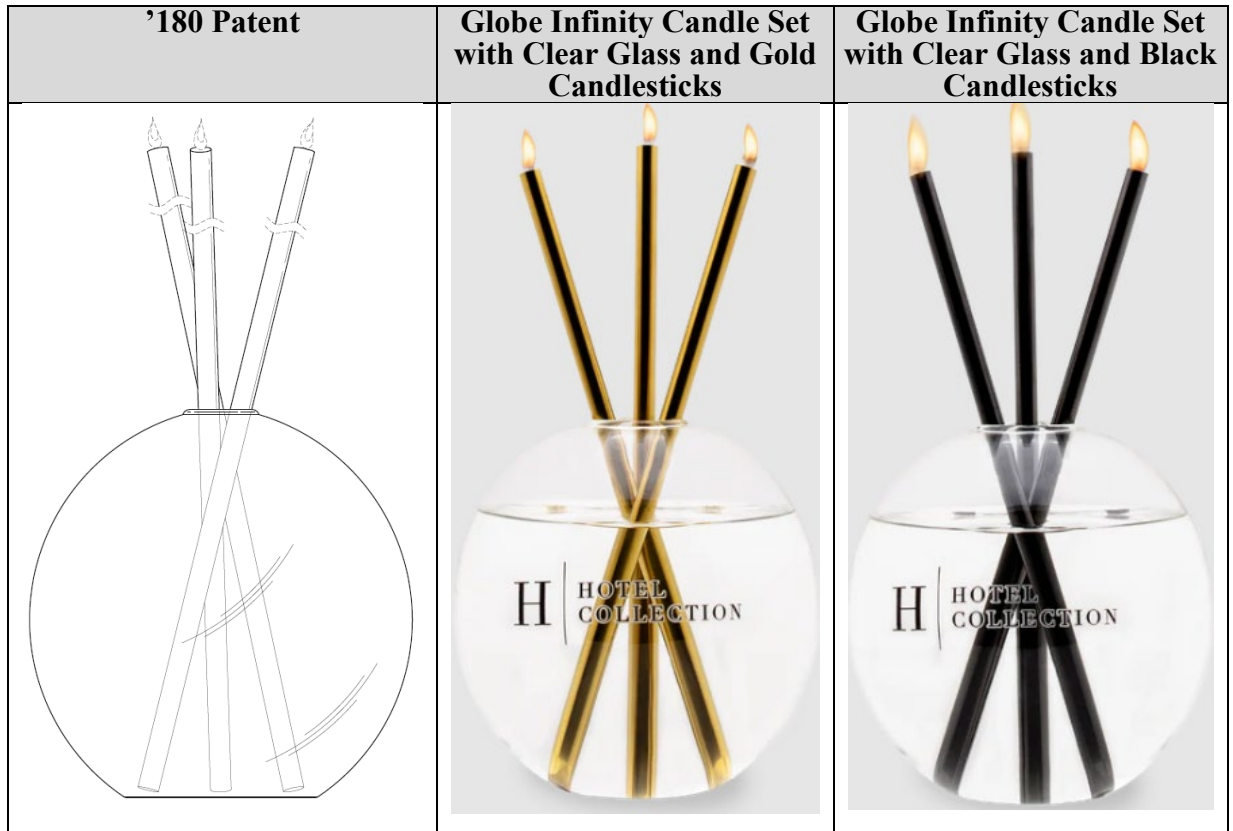 ’180 Patent
Globe Infinity Candle Set
with Clear Glass and Gold
Candlesticks
Globe Infinity Candle Set
with Clear Glass and Black
Candlesticks
H HOTEL
COLLECTION
H HOTEL
COLLECTION